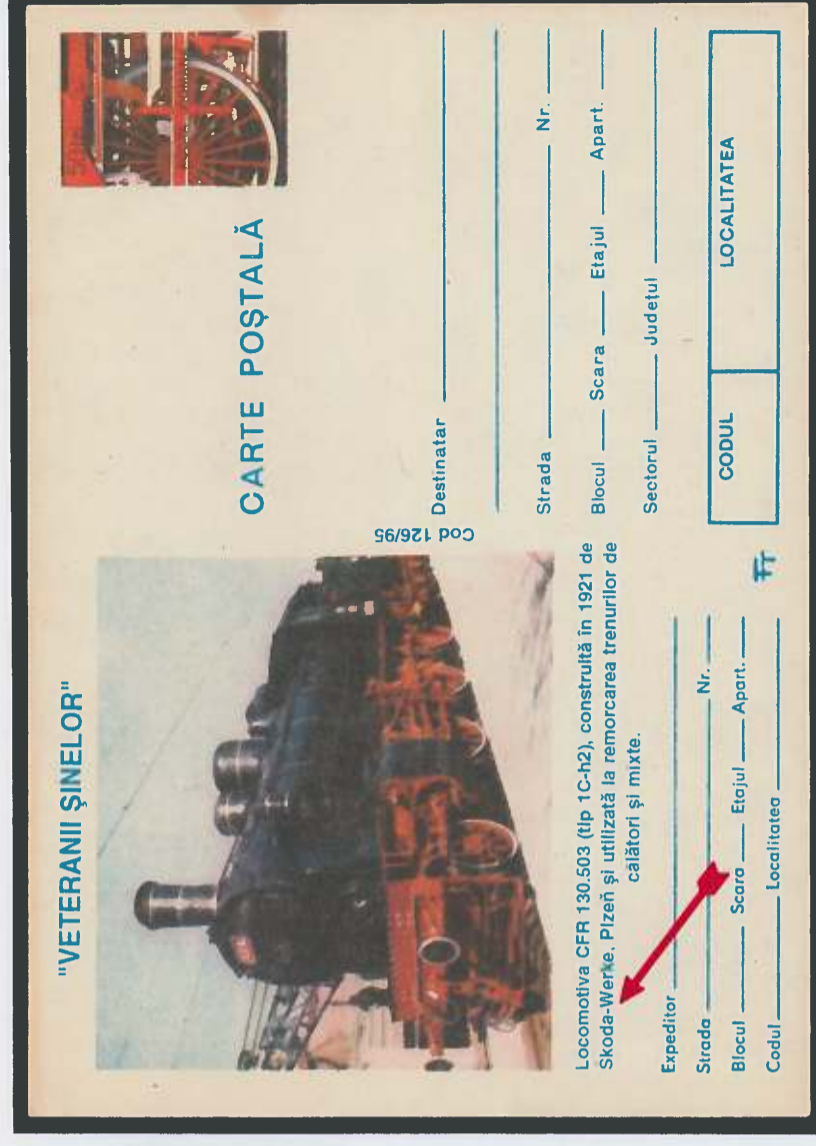 "VETERANII ŞINELOR"
CARTE POŞTALĂ
Cod 126/95
Locomotiva CFR 130.503 (tip 1C-h2), construită în 1921 de
Skoda-Werke. Plzeň şi utilizată la remorcarea trenurilor de
călători şi mixte.
Expeditor
Strada Nr.
Blocul Scara Etajul Apart.
Codul Localitatea
Destinatar
Strada Nr.
Blocul Scara Etajul Apart.
Sectorul Judeţul
CODUL LOCALITATEA